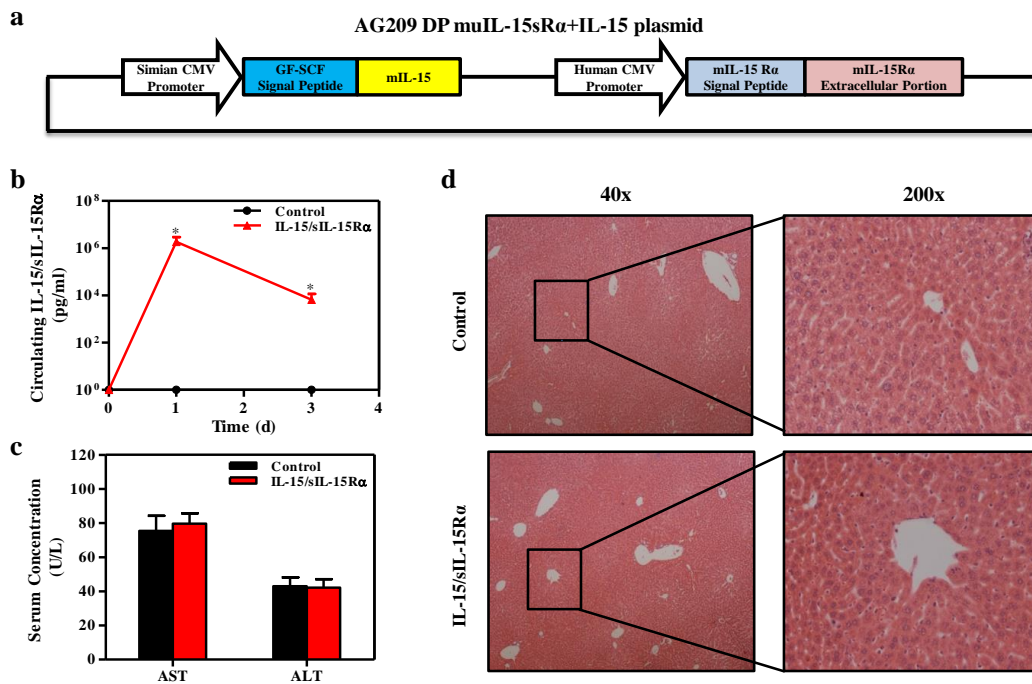 a
AG209 DP muIL-15sRα+IL-15 plasmid
Simian CMV
Promoter
GF-SCF
Signal Peptide
mIL-15
Human CMV
Promoter
mIL-15 Rα
Signal Peptide
mIL-15Rα
Extracellular Portion
b
Circulating IL-15/sIL-15Rα
(pg/ml)
10⁸
10⁶
10⁴
10²
10⁰
Control
IL-15/sIL-15Rα
*
*
0 1 2 3 4
Time (d)
c
Serum Concentration
(U/L)
120
100
80
60
40
20
0
Control
IL-15/sIL-15Rα
AST ALT
d
40x 200x
Control
IL-15/sIL-15Rα